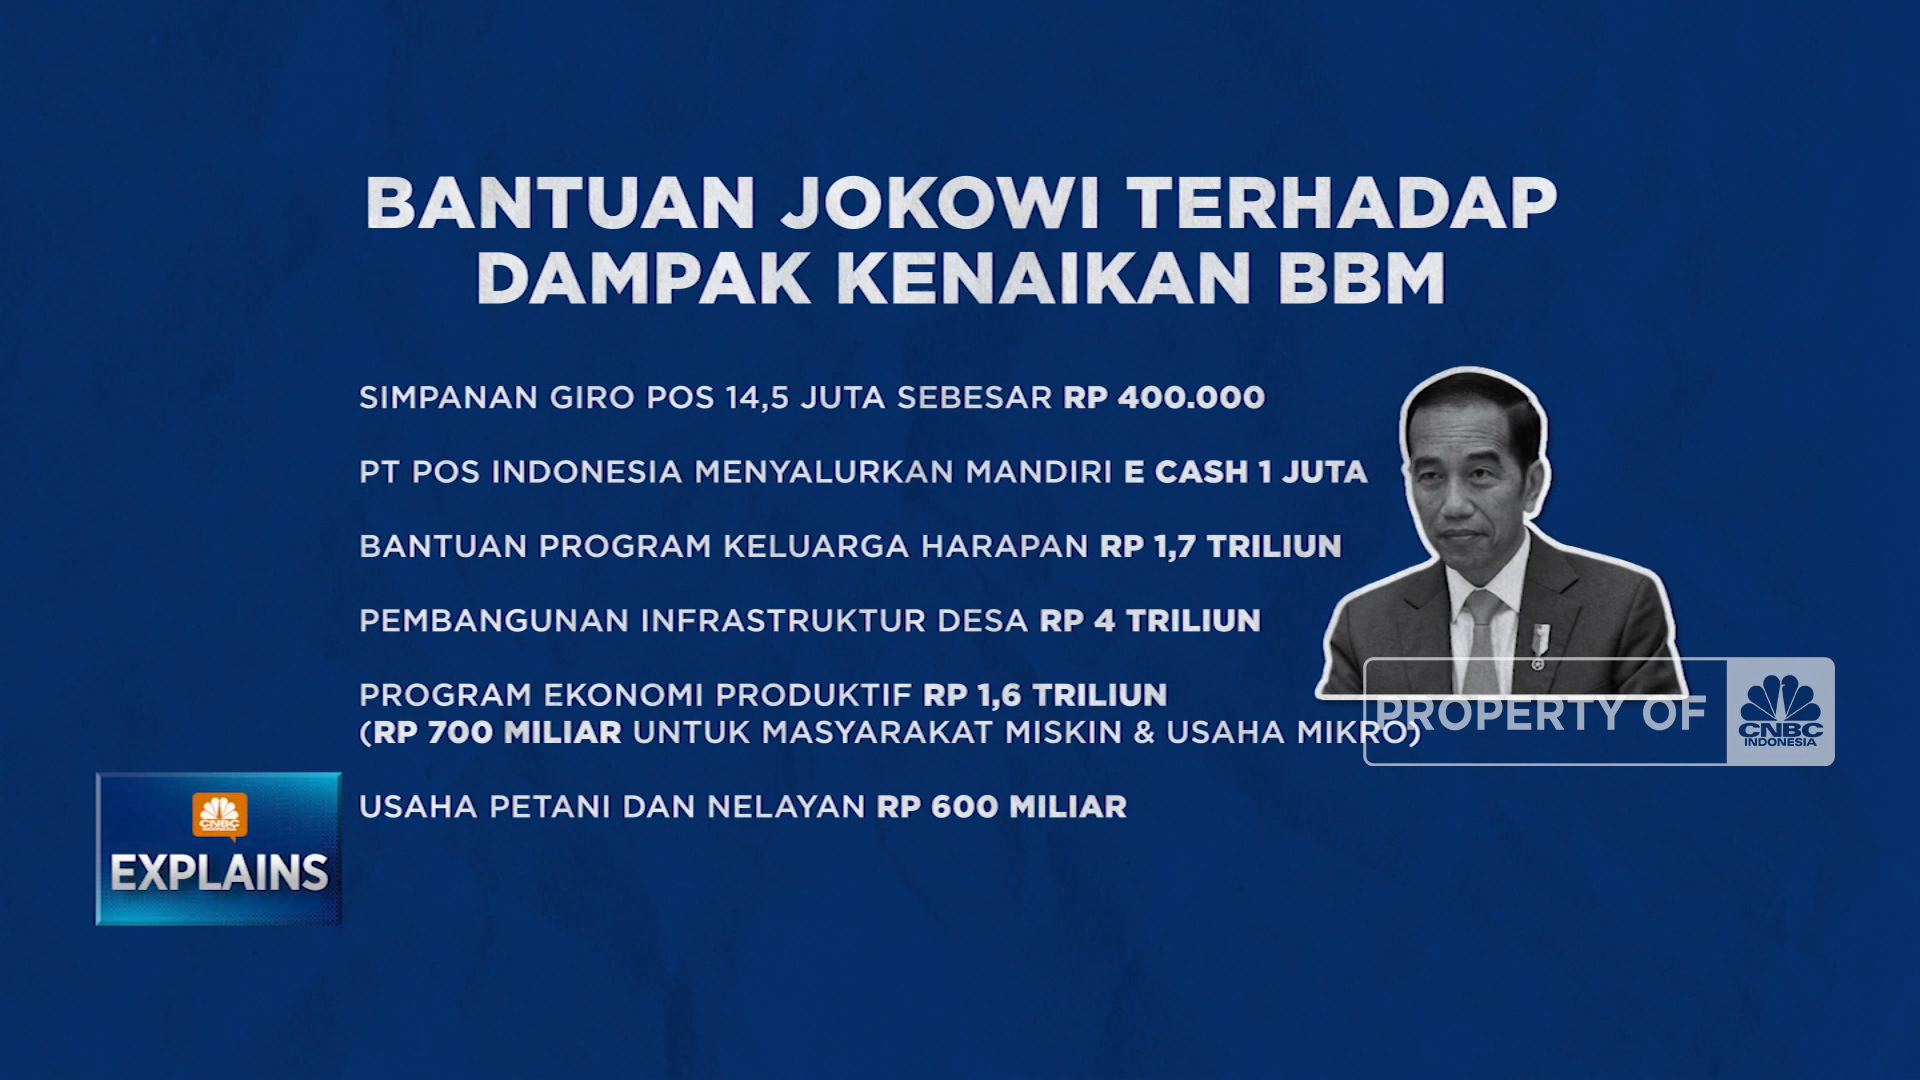 BANTUAN JOKOWI TERHADAP
DAMPAK KENAIKAN BBM
SIMPANAN GIRO POS 14,5 JUTA SEBESAR RP 400.000
PT POS INDONESIA MENYALURKAN MANDIRI E CASH 1 JUTA
BANTUAN PROGRAM KELUARGA HARAPAN RP 1,7 TRILIUN
PEMBANGUNAN INFRASTRUKTUR DESA RP 4 TRILIUN
PROGRAM EKONOMI PRODUKTIF RP 1,6 TRILIUN
(RP 700 MILIAR UNTUK MASYARAKAT MISKIN & USAHA MIKRO)
USAHA PETANI DAN NELAYAN RP 600 MILIAR
PROPERTY OF
CNBC
INDONESIA
CNBC
INDONESIA
EXPLAINS